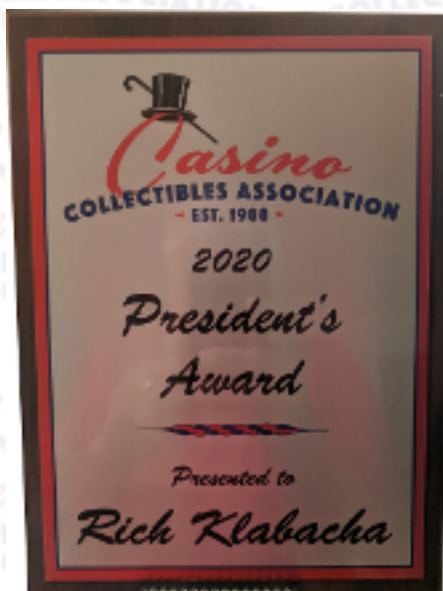 Casino
COLLECTIBLES ASSOCIATION
EST. 1988
2020
President's
Award
Presented to
Rich Klabacha